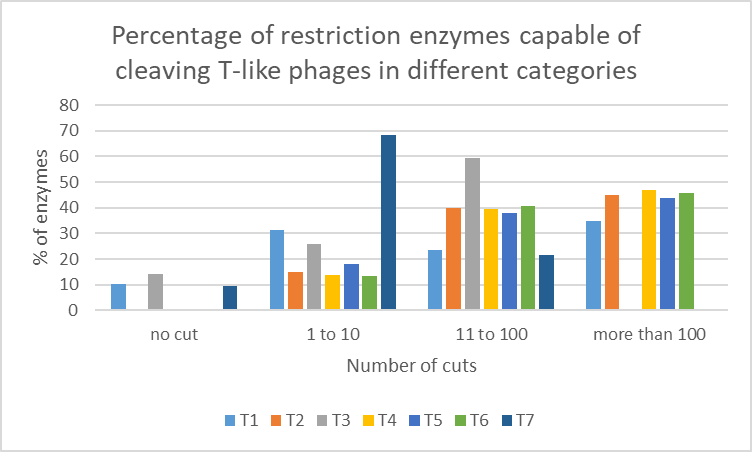 Percentage of restriction enzymes capable of
cleaving T-like phages in different categories
80
70
60
50
40
30
20
10
0
% of enzymes
no cut 1 to 10 11 to 100 more than 100
Number of cuts
T1 T2 T3 T4 T5 T6 T7